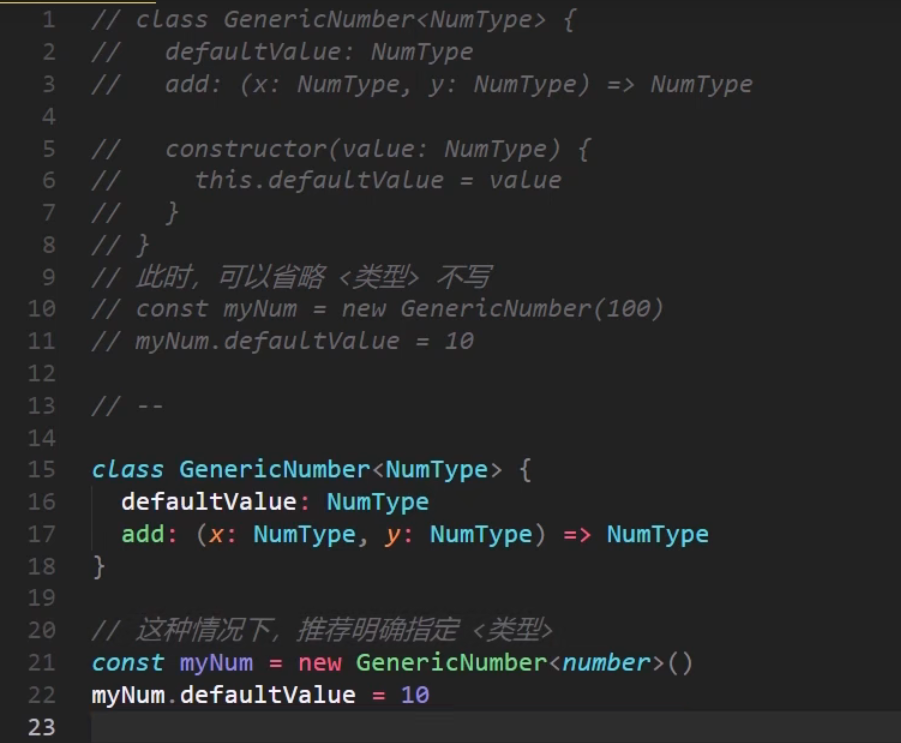 1 // class GenericNumber<NumType> {
2 //   defaultValue: NumType
3 //   add: (x: NumType, y: NumType) => NumType
4
5 //   constructor(value: NumType) {
6 //     this.defaultValue = value
7 //   }
8 // }
9 // 此时，可以省略 <类型> 不写
10 // const myNum = new GenericNumber(100)
11 // myNum.defaultValue = 10
12
13 // --
14
15 class GenericNumber<NumType> {
16   defaultValue: NumType
17   add: (x: NumType, y: NumType) => NumType
18 }
19
20 // 这种情况下，推荐明确指定 <类型>
21 const myNum = new GenericNumber<number>()
22 myNum.defaultValue = 10
23